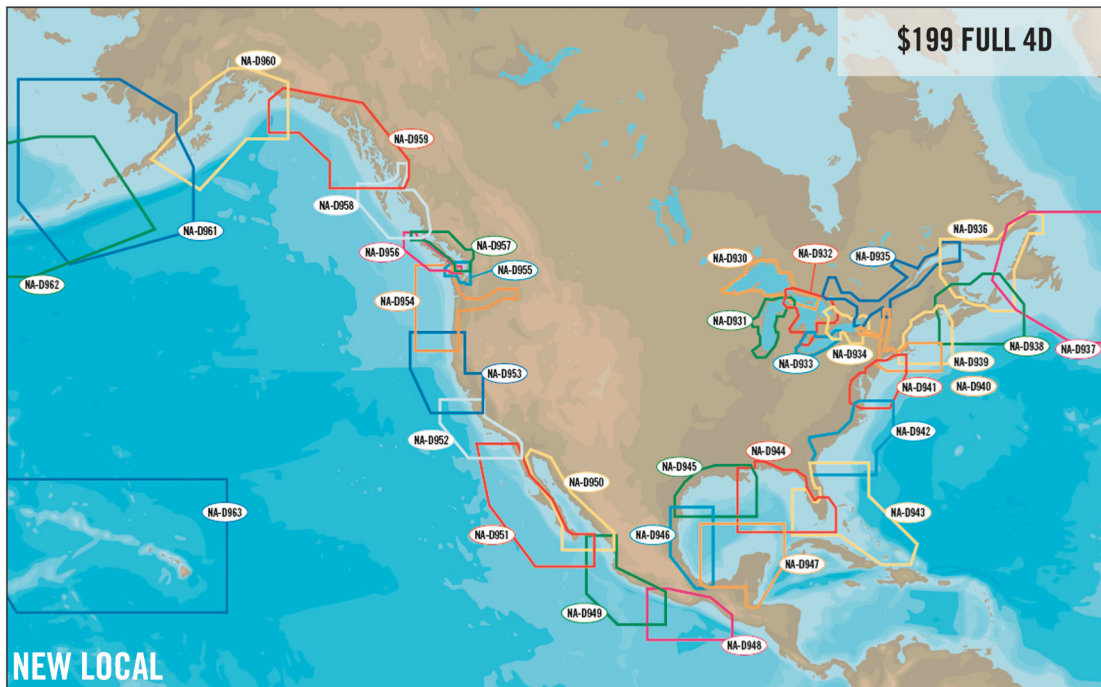 $199 FULL 4D
NA-D960
NA-D959
NA-D958
NA-D961
NA-D936
NA-D957
NA-D956
NA-D932
NA-D935
NA-D930
NA-D955
NA-D962
NA-D954
NA-D931
NA-D938
NA-D937
NA-D934
NA-D933
NA-D939
NA-D953
NA-D941
NA-D940
NA-D942
NA-D952
NA-D944
NA-D945
NA-D950
NA-D963
NA-D943
NA-D951
NA-D946
NA-D947
NA-D949
NA-D948
NEW LOCAL